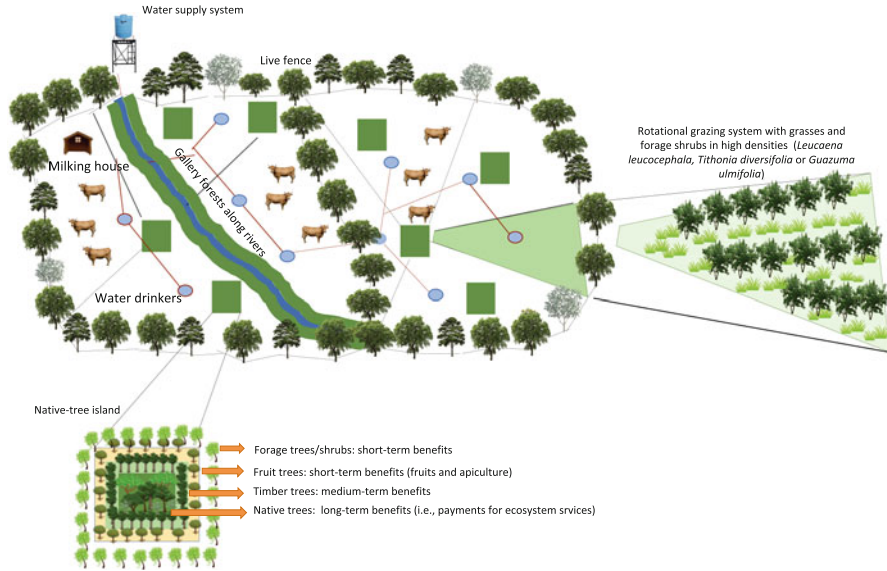 Water supply system
Live fence
Rotational grazing system with grasses and
forage shrubs in high densities (Leucaena
leucocephala, Tithonia diversifolia or Guazuma
ulmifolia)
Milking house
Gallery forests along rivers
Water drinkers
Native-tree island
Forage trees/shrubs: short-term benefits
Fruit trees: short-term benefits (fruits and apiculture)
Timber trees: medium-term benefits
Native trees: long-term benefits (i.e., payments for ecosystem srvices)